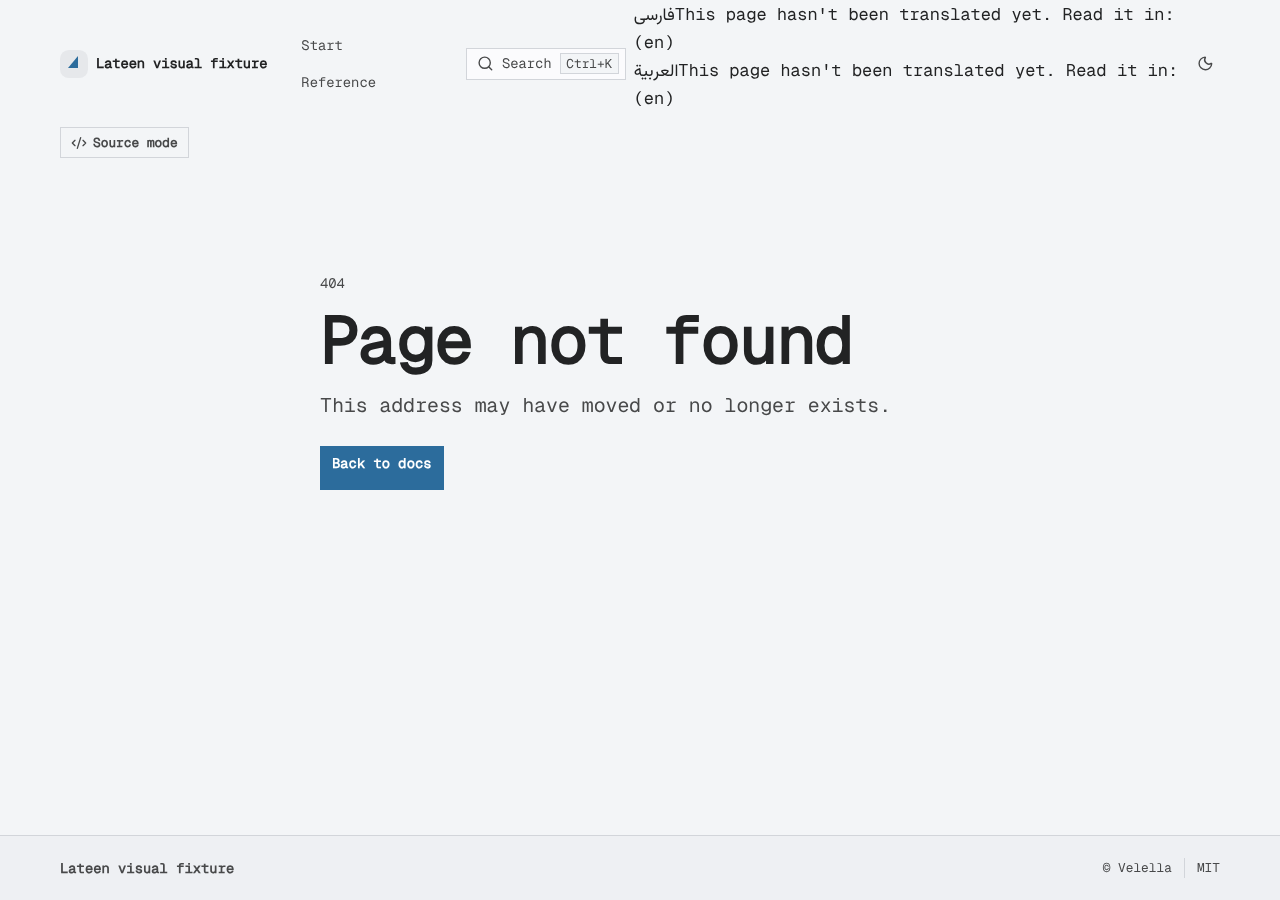 Lateen visual fixture
Start
Reference
Search Ctrl+K
فارسیThis page hasn't been translated yet. Read it in:
(en)
العربيةThis page hasn't been translated yet. Read it in:
(en)
Source mode
404
Page not found
This address may have moved or no longer exists.
Back to docs
Lateen visual fixture
© Velella MIT